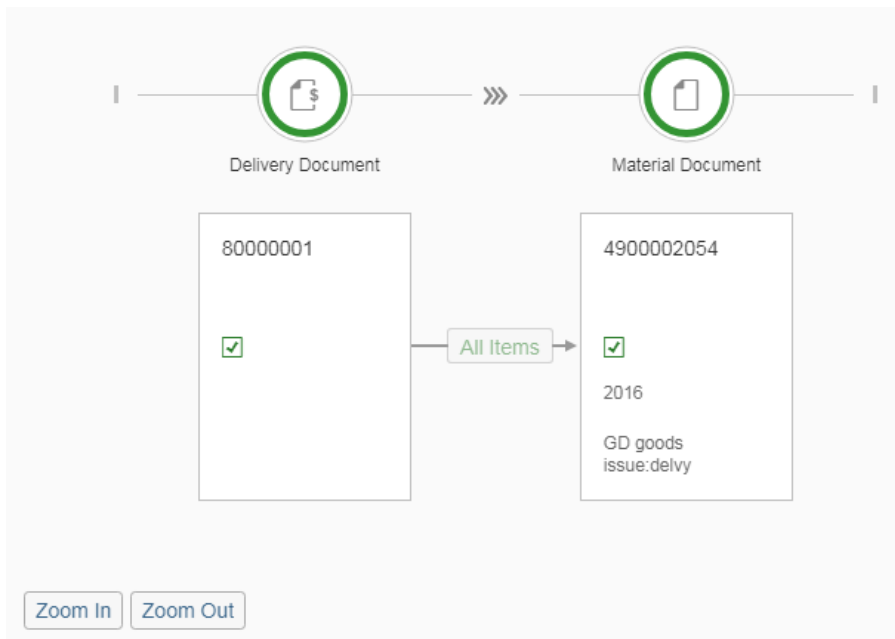 Delivery Document
Material Document
80000001
4900002054
All Items
2016
GD goods
issue:delvy
Zoom In
Zoom Out